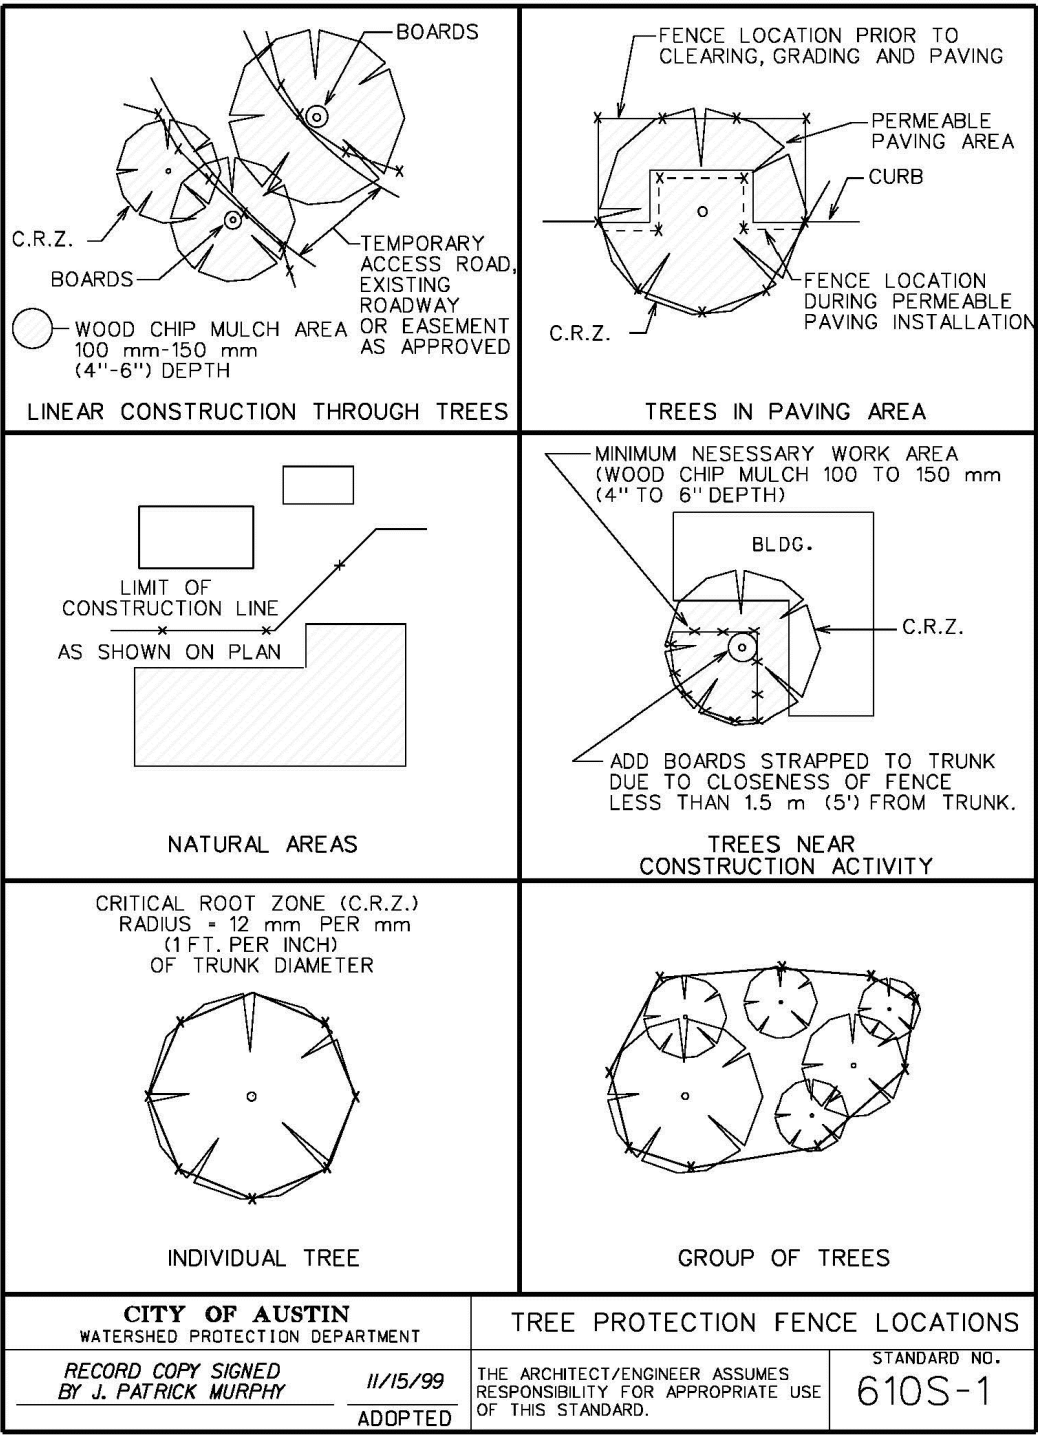 BOARDS
C.R.Z.
BOARDS
TEMPORARY
ACCESS ROAD,
EXISTING
ROADWAY
OR EASEMENT
AS APPROVED
WOOD CHIP MULCH AREA
100 mm-150 mm
(4"-6") DEPTH
LINEAR CONSTRUCTION THROUGH TREES
FENCE LOCATION PRIOR TO
CLEARING, GRADING AND PAVING
PERMEABLE
PAVING AREA
CURB
FENCE LOCATION
DURING PERMEABLE
PAVING INSTALLATION
C.R.Z.
TREES IN PAVING AREA
LIMIT OF
CONSTRUCTION LINE
AS SHOWN ON PLAN
NATURAL AREAS
MINIMUM NESESSARY WORK AREA
(WOOD CHIP MULCH 100 TO 150 mm
(4" TO 6" DEPTH)
BLDG.
C.R.Z.
ADD BOARDS STRAPPED TO TRUNK
DUE TO CLOSENESS OF FENCE
LESS THAN 1.5 m (5') FROM TRUNK.
TREES NEAR
CONSTRUCTION ACTIVITY
CRITICAL ROOT ZONE (C.R.Z.)
RADIUS = 12 mm PER mm
(1 FT. PER INCH)
OF TRUNK DIAMETER
INDIVIDUAL TREE
GROUP OF TREES
CITY OF AUSTIN
WATERSHED PROTECTION DEPARTMENT
RECORD COPY SIGNED
BY J. PATRICK MURPHY
11/15/99
ADOPTED
TREE PROTECTION FENCE LOCATIONS
THE ARCHITECT/ENGINEER ASSUMES
RESPONSIBILITY FOR APPROPRIATE USE
OF THIS STANDARD.
STANDARD NO.
610S-1